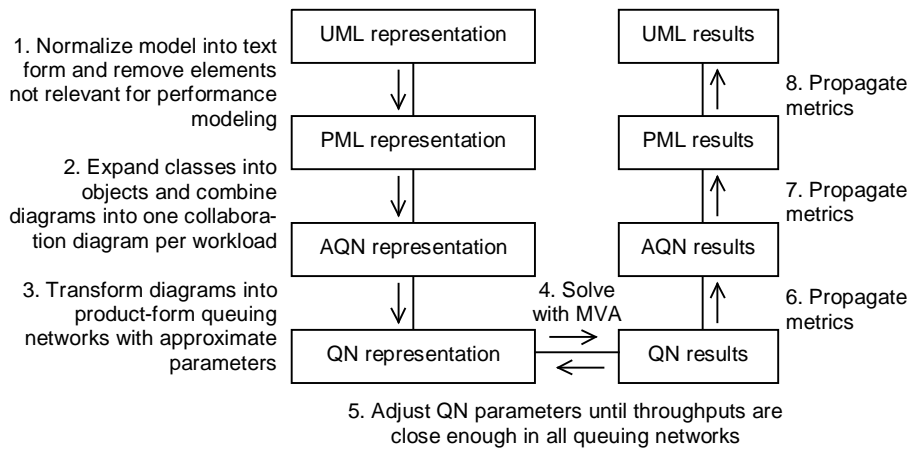 UML representation
UML results
1. Normalize model into text
form and remove elements
not relevant for performance
modeling
8. Propagate
metrics
PML representation
PML results
2. Expand classes into
objects and combine
diagrams into one collabora-
tion diagram per workload
7. Propagate
metrics
AQN representation
AQN results
3. Transform diagrams into
product-form queuing
networks with approximate
parameters
4. Solve
with MVA
6. Propagate
metrics
QN representation
QN results
5. Adjust QN parameters until throughputs are
close enough in all queuing networks